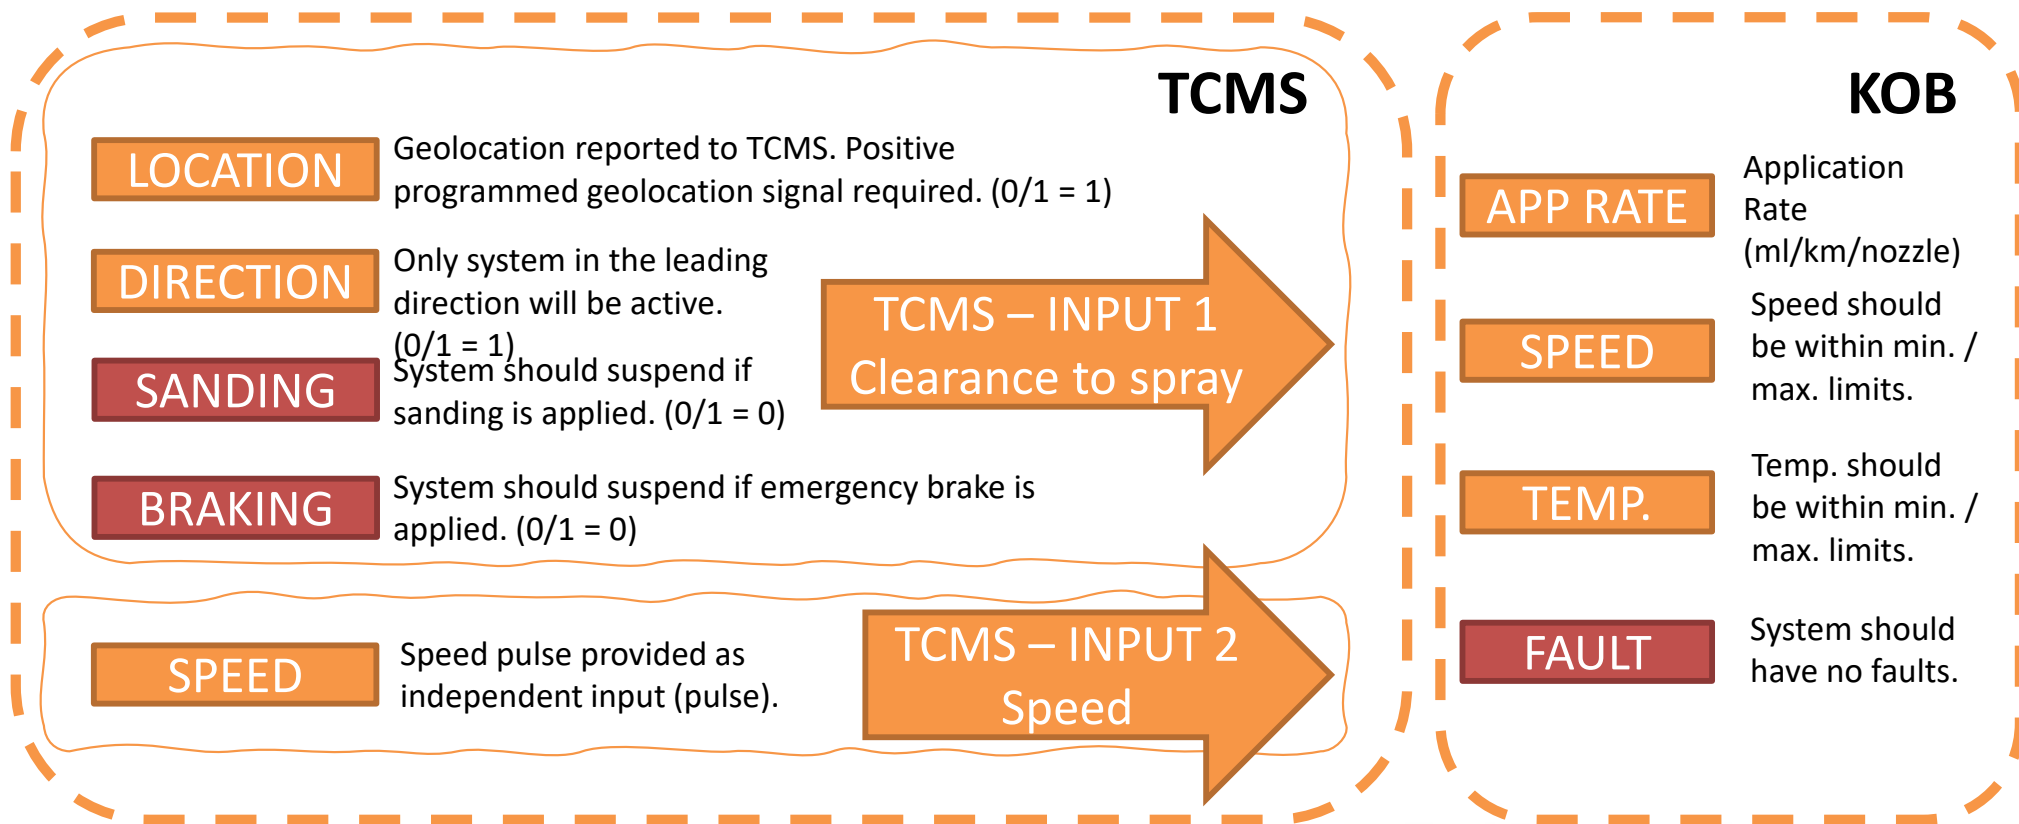 TCMS
LOCATION
Geolocation reported to TCMS. Positive
programmed geolocation signal required. (0/1 = 1)
DIRECTION
Only system in the leading
direction will be active.
(0/1 = 1)
SANDING
System should suspend if
sanding is applied. (0/1 = 0)
BRAKING
System should suspend if emergency brake is
applied. (0/1 = 0)
TCMS – INPUT 1
Clearance to spray
SPEED
Speed pulse provided as
independent input (pulse).
TCMS – INPUT 2
Speed
KOB
APP RATE
Application
Rate
(ml/km/nozzle)
SPEED
Speed should
be within min. /
max. limits.
TEMP.
Temp. should
be within min. /
max. limits.
FAULT
System should
have no faults.